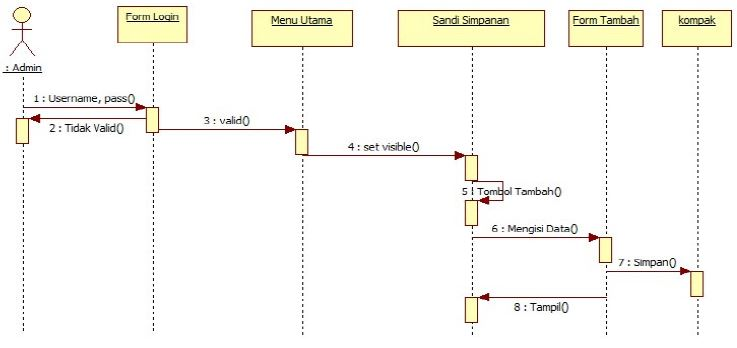 Form Login
Menu Utama
Sandi Simpanan
Form Tambah
kompak
: Admin
1 : Username, pass()
2 : Tidak Valid()
3 : valid()
4 : set visible()
5 : Tombol Tambah()
6 : Mengisi Data()
7 : Simpan()
8 : Tampil()